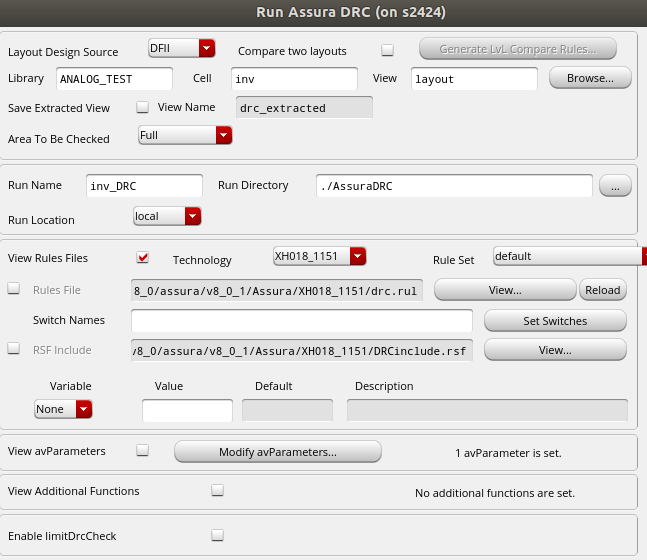 Run Assura DRC (on s2424)
Layout Design Source DFII Compare two layouts Generate LvL Compare Rules...
Library ANALOG_TEST Cell inv View layout Browse...
Save Extracted View View Name drc_extracted
Area To Be Checked Full
Run Name inv_DRC Run Directory ./AssuraDRC ...
Run Location local
View Rules Files Technology XH018_1151 Rule Set default
Rules File 8_0/assura/v8_0_1/Assura/XH018_1151/drc.rul View... Reload
Switch Names Set Switches
RSF Include /v8_0/assura/v8_0_1/Assura/XH018_1151/DRCinclude.rsf View...
Variable Value Default Description
None
View avParameters Modify avParameters... 1 avParameter is set.
View Additional Functions No additional functions are set.
Enable limitDrcCheck